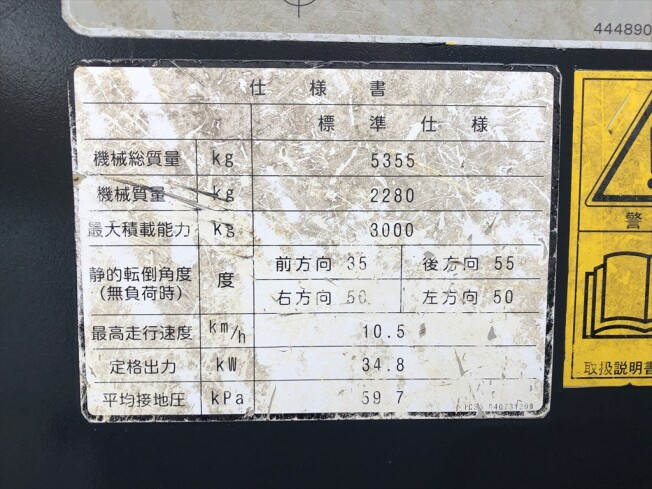 444890
仕様書
標準仕様
機械総質量 kg 5355
機械質量 kg 2280
最大積載能力 kg 3000
静的転倒角度 (無負荷時) 度 前方向 35 後方向 55
右方向 50 左方向 50
最高走行速度 km/h 10.5
定格出力 kW 34.8
平均接地圧 kPa 59.7
警
取扱説明書